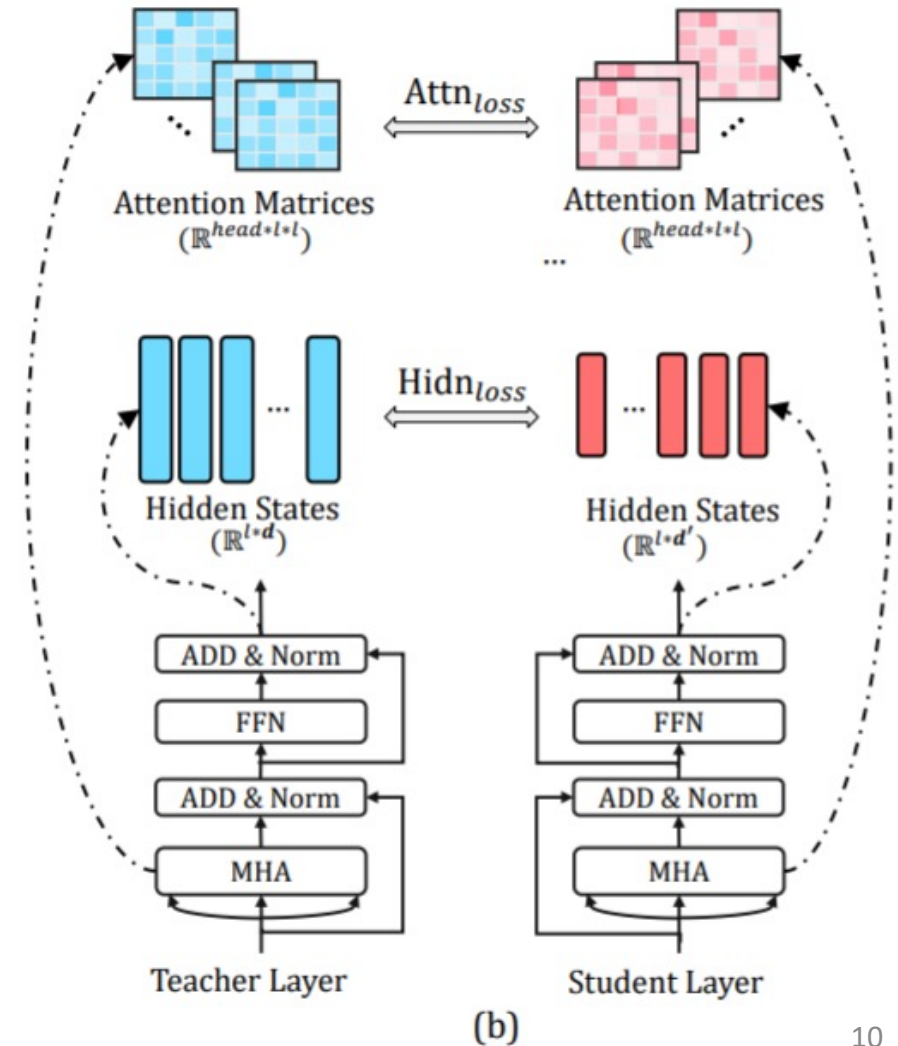 Attn_loss
Attention Matrices
(ℝ^{head*l*l})
Attention Matrices
(ℝ^{head*l*l})
...
Hidn_loss
...
...
Hidden States
(ℝ^{l*d})
Hidden States
(ℝ^{l*d'})
ADD & Norm
FFN
ADD & Norm
MHA
Teacher Layer
ADD & Norm
FFN
ADD & Norm
MHA
Student Layer
(b)
10